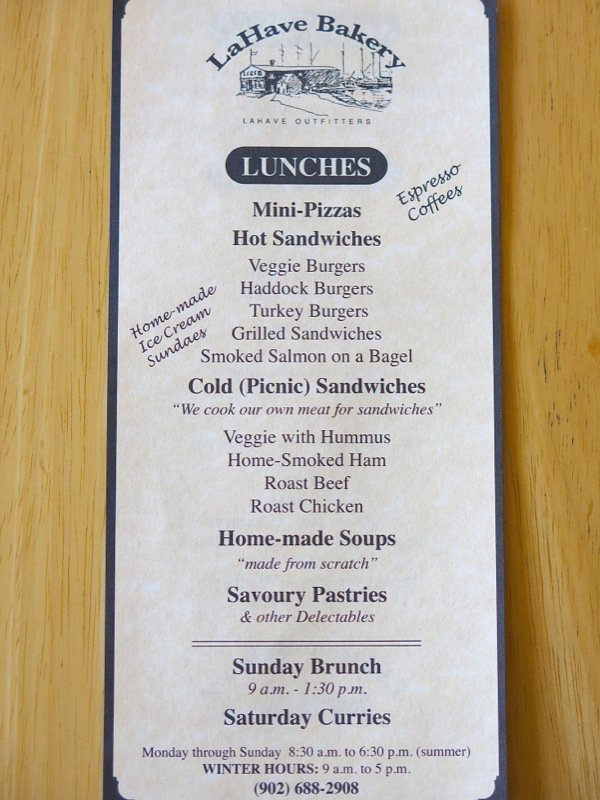 LaHave Bakery
LAHAVE OUTFITTERS
LUNCHES
Espresso
Coffees
Mini-Pizzas
Hot Sandwiches
Veggie Burgers
Haddock Burgers
Turkey Burgers
Grilled Sandwiches
Smoked Salmon on a Bagel
Home-made
Ice Cream
Sundaes
Cold (Picnic) Sandwiches
“We cook our own meat for sandwiches”
Veggie with Hummus
Home-Smoked Ham
Roast Beef
Roast Chicken
Home-made Soups
“made from scratch”
Savoury Pastries
& other Delectables
Sunday Brunch
9 a.m. - 1:30 p.m.
Saturday Curries
Monday through Sunday 8:30 a.m. to 6:30 p.m. (summer)
WINTER HOURS: 9 a.m. to 5 p.m.
(902) 688-2908